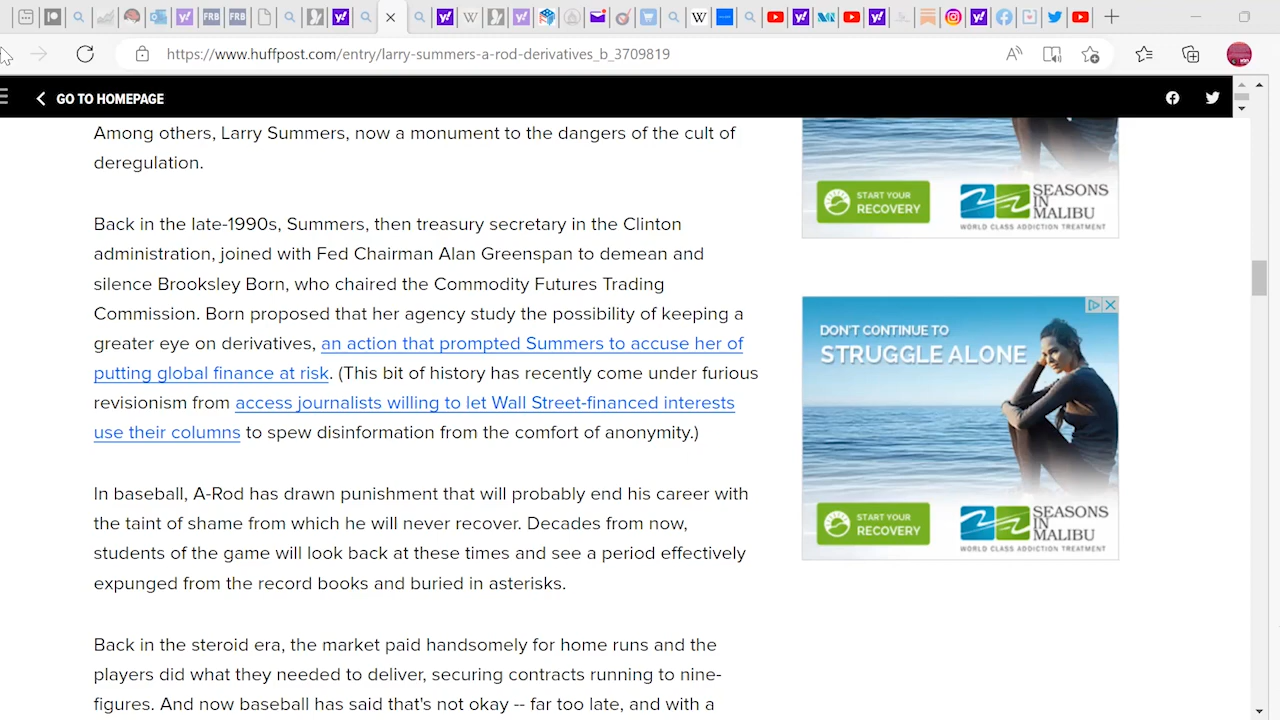 FRB
FRB
https://www.huffpost.com/entry/larry-summers-a-rod-derivatives_b_3709819
GO TO HOMEPAGE
Among others, Larry Summers, now a monument to the dangers of the cult of
deregulation.
Back in the late-1990s, Summers, then treasury secretary in the Clinton
administration, joined with Fed Chairman Alan Greenspan to demean and
silence Brooksley Born, who chaired the Commodity Futures Trading
Commission. Born proposed that her agency study the possibility of keeping a
greater eye on derivatives, an action that prompted Summers to accuse her of
putting global finance at risk. (This bit of history has recently come under furious
revisionism from access journalists willing to let Wall Street-financed interests
use their columns to spew disinformation from the comfort of anonymity.)
In baseball, A-Rod has drawn punishment that will probably end his career with
the taint of shame from which he will never recover. Decades from now,
students of the game will look back at these times and see a period effectively
expunged from the record books and buried in asterisks.
Back in the steroid era, the market paid handsomely for home runs and the
players did what they needed to deliver, securing contracts running to nine-
figures. And now baseball has said that's not okay -- far too late, and with a
START YOUR
RECOVERY
SEASONS
IN
MALIBU
WORLD CLASS ADDICTION TREATMENT
DON'T CONTINUE TO
STRUGGLE ALONE
START YOUR
RECOVERY
SEASONS
IN
MALIBU
WORLD CLASS ADDICTION TREATMENT